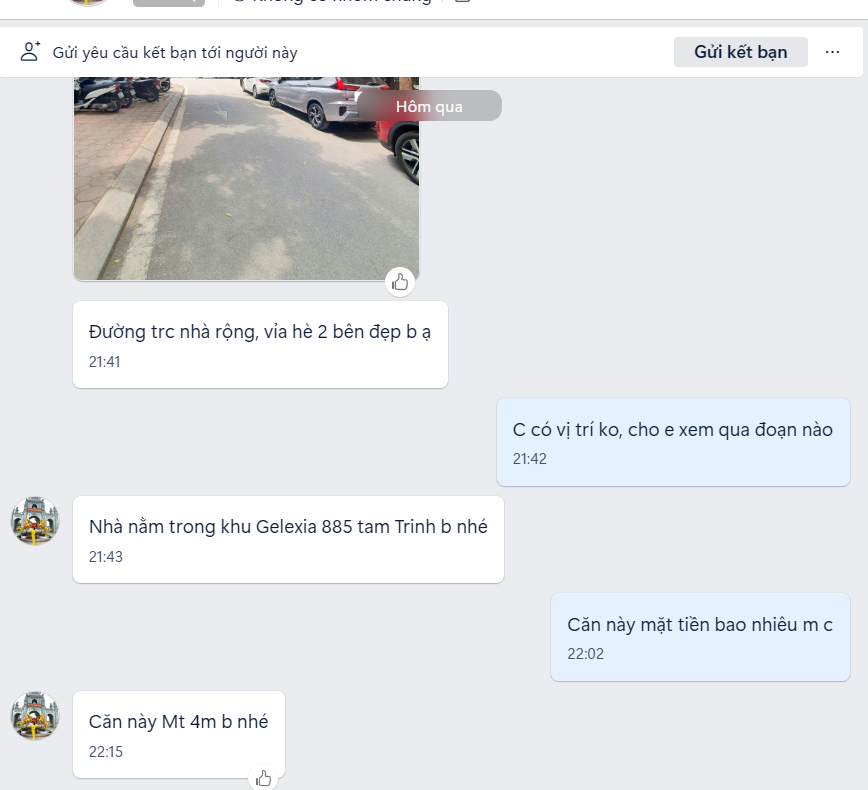 Gửi yêu cầu kết bạn tới người này
Gửi kết bạn
Hôm qua
Đường trc nhà rộng, vỉa hè 2 bên đẹp b ạ
21:41
C có vị trí ko, cho e xem qua đoạn nào
21:42
Nhà nằm trong khu Gelexia 885 tam Trinh b nhé
21:43
Căn này mặt tiền bao nhiêu m c
22:02
Căn này Mt 4m b nhé
22:15